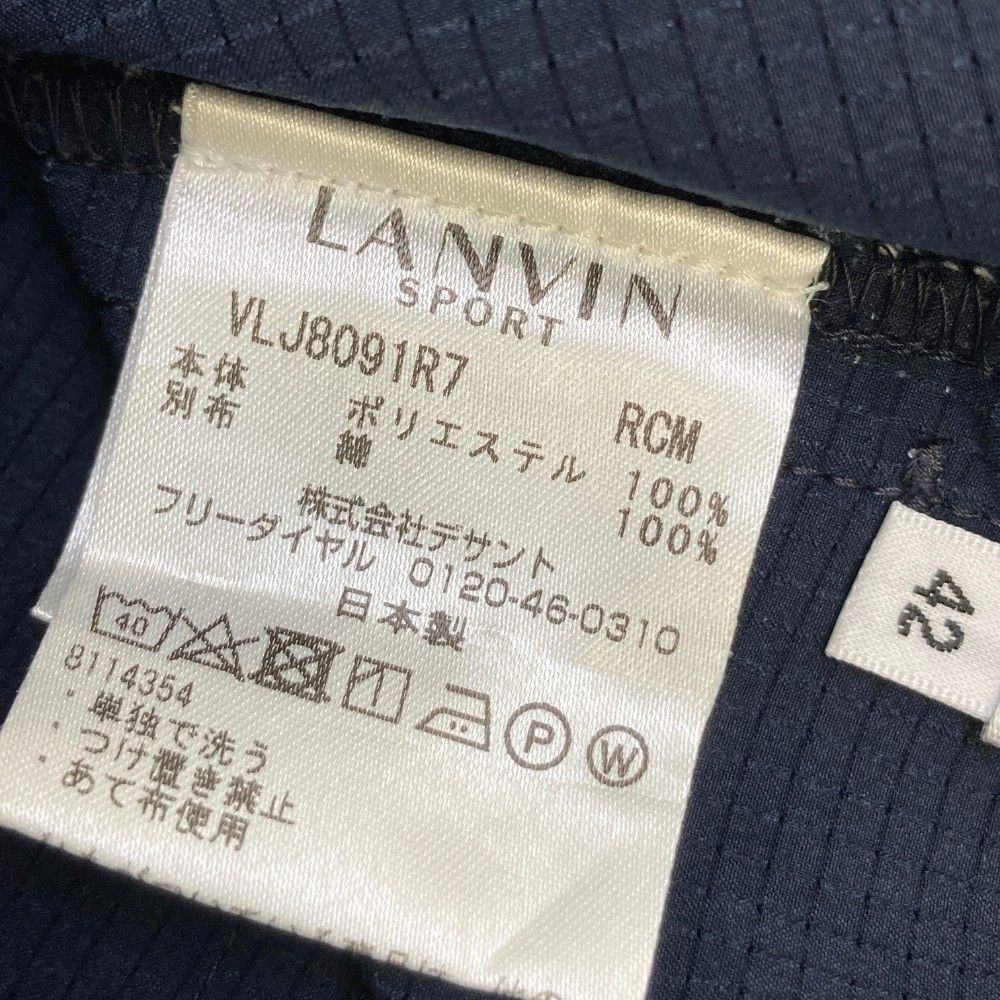 LANVIN
SPORT
VLJ8091R7 RCM
本体 ポリエステル 100%
別布 綿 100%
株式会社デサント
フリーダイヤル 0120-46-0310
日本製
40
P
W
8114354
・単独で洗う
・つけ置き禁止
・あて布使用
42